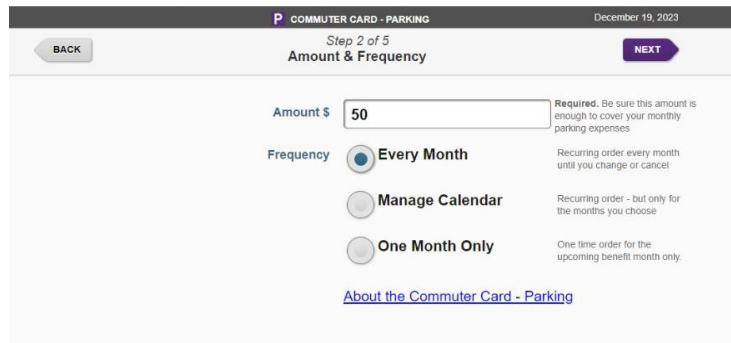 P COMMUTER CARD - PARKING
December 19, 2023
BACK
Step 2 of 5
Amount & Frequency
NEXT
Amount $
50
Required. Be sure this amount is
enough to cover your monthly
parking expenses
Frequency
Every Month
Recurring order every month
until you change or cancel
Manage Calendar
Recurring order - but only for
the months you choose
One Month Only
One time order for the
upcoming benefit month only.
About the Commuter Card - Parking